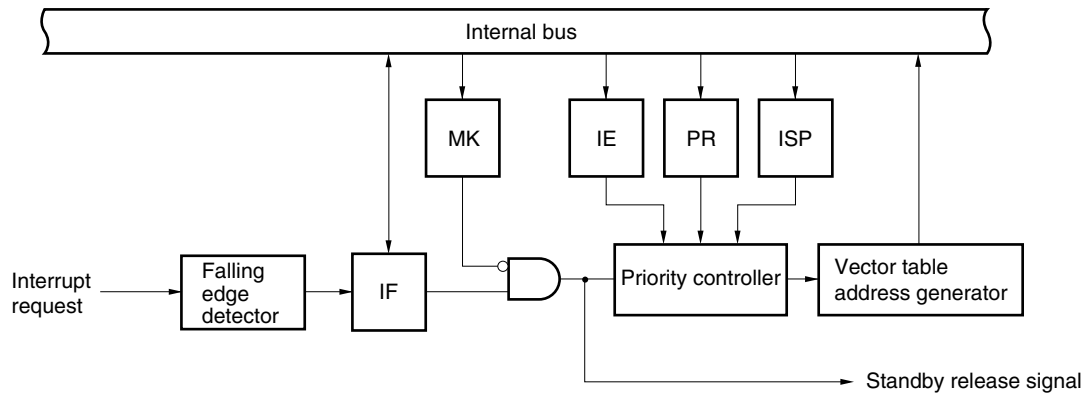 Internal bus
MK
IE
PR
ISP
Interrupt
request
Falling
edge
detector
IF
Priority controller
Vector table
address generator
Standby release signal